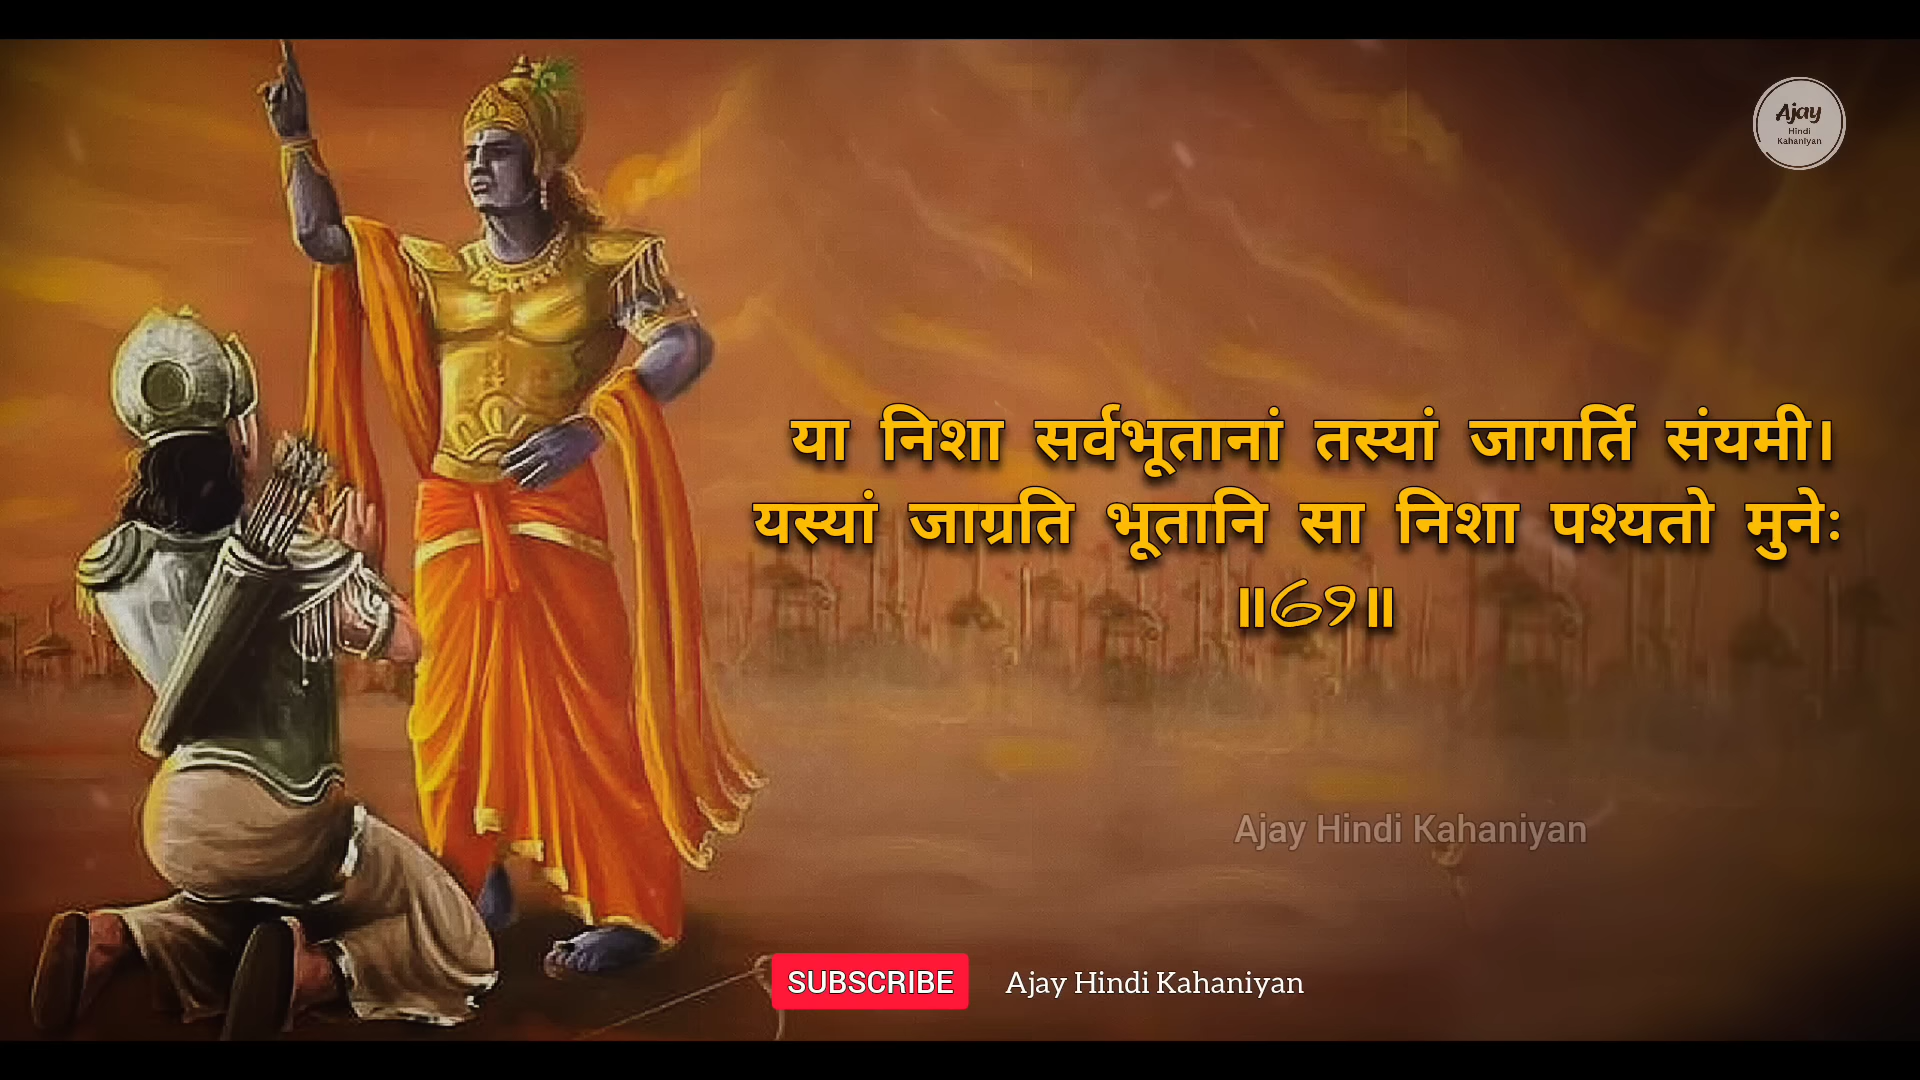 Ajay
Hindi
Kahaniyan
या निशा सर्वभूतानां तस्यां जागर्ति संयमी।
यस्यां जाग्रति भूतानि सा निशा पश्यतो मुनेः
॥६९॥
Ajay Hindi Kahaniyan
SUBSCRIBE Ajay Hindi Kahaniyan